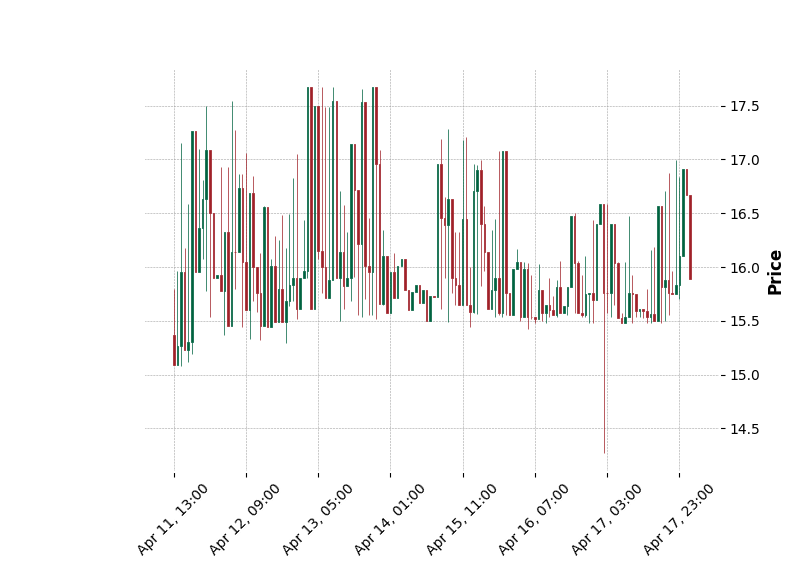 17.5
17.0
16.5
16.0
15.5
15.0
14.5
Price
Apr 11, 13:00
Apr 12, 09:00
Apr 13, 05:00
Apr 14, 01:00
Apr 15, 11:00
Apr 16, 07:00
Apr 17, 03:00
Apr 17, 23:00